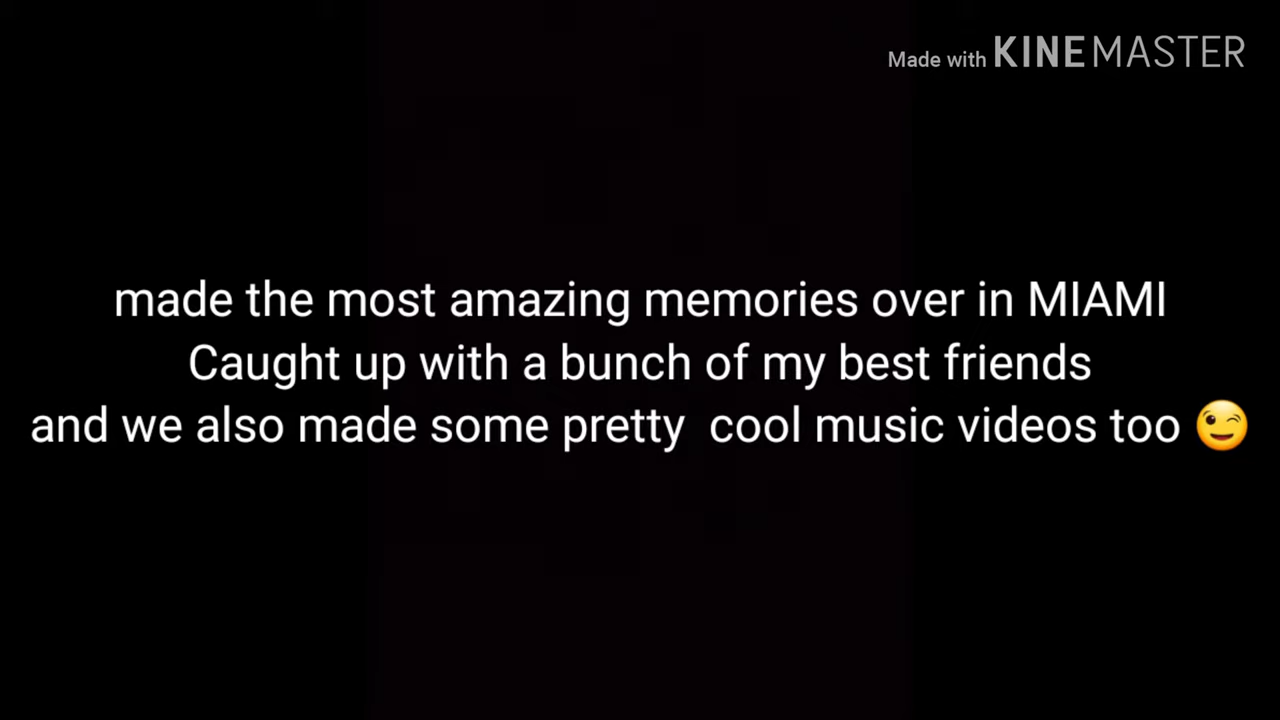 Made with KINEMASTER
made the most amazing memories over in MIAMI
Caught up with a bunch of my best friends
and we also made some pretty  cool music videos too 😉